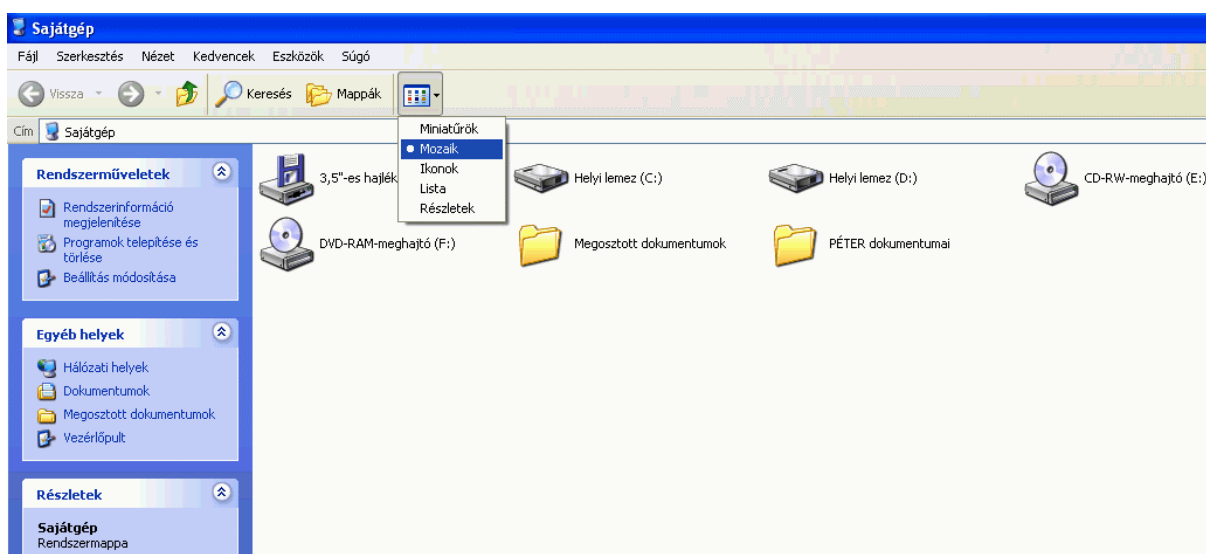 Sajátgép
Fájl Szerkesztés Nézet Kedvencek Eszközök Súgó
Vissza Keresés Mappák
Cím Sajátgép
Miniatűrök
Mozaik
Ikonok
Lista
Részletek
Rendszerműveletek
Rendszerinformáció
megjelenítése
Programok telepítése és
törlése
Beállítás módosítása
Egyéb helyek
Hálózati helyek
Dokumentumok
Megosztott dokumentumok
Vezérlőpult
Részletek
Sajátgép
Rendszermappa
3,5"-es hajlék Helyi lemez (C:) Helyi lemez (D:) CD-RW-meghajtó (E:)
DVD-RAM-meghajtó (F:) Megosztott dokumentumok PÉTER dokumentumai